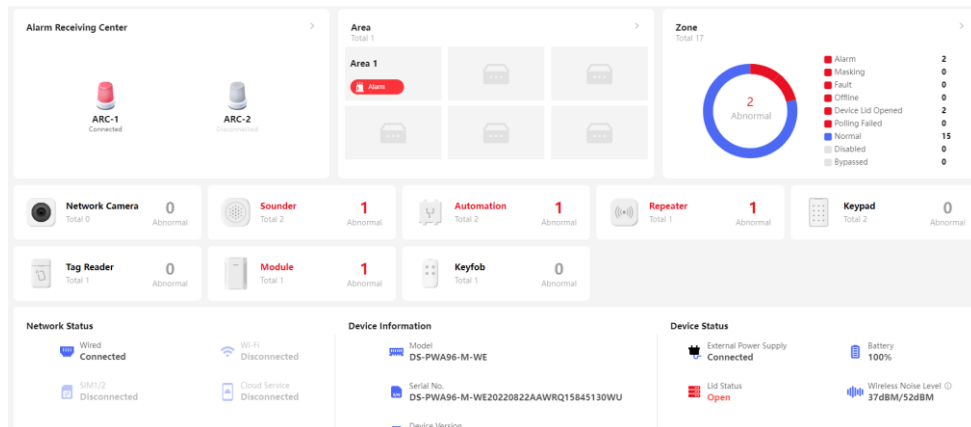 Alarm Receiving Center
ARC-1
Connected
ARC-2
Disconnected
Area
Total 1
Area 1
Alarm
Zone
Total 17
2
Abnormal
Alarm 2
Masking 0
Fault 0
Offline 0
Device Lid Opened 2
Polling Failed 0
Normal 15
Disabled 0
Bypassed 0
Network Camera
Total 0
0
Abnormal
Sounder
Total 2
1
Abnormal
Automation
Total 2
1
Abnormal
Repeater
Total 1
1
Abnormal
Keypad
Total 2
0
Abnormal
Tag Reader
Total 1
0
Abnormal
Module
Total 1
1
Abnormal
Keyfob
Total 1
0
Abnormal
Network Status
Wired
Connected
Wi-Fi
Disconnected
SIM1/2
Disconnected
Cloud Service
Disconnected
Device Information
Model
DS-PWA96-M-WE
Serial No.
DS-PWA96-M-WE20220822AAWRQ15845130WU
Device Version
Device Status
External Power Supply
Connected
Battery
100%
Lid Status
Open
Wireless Noise Level
37dBM/52dBM